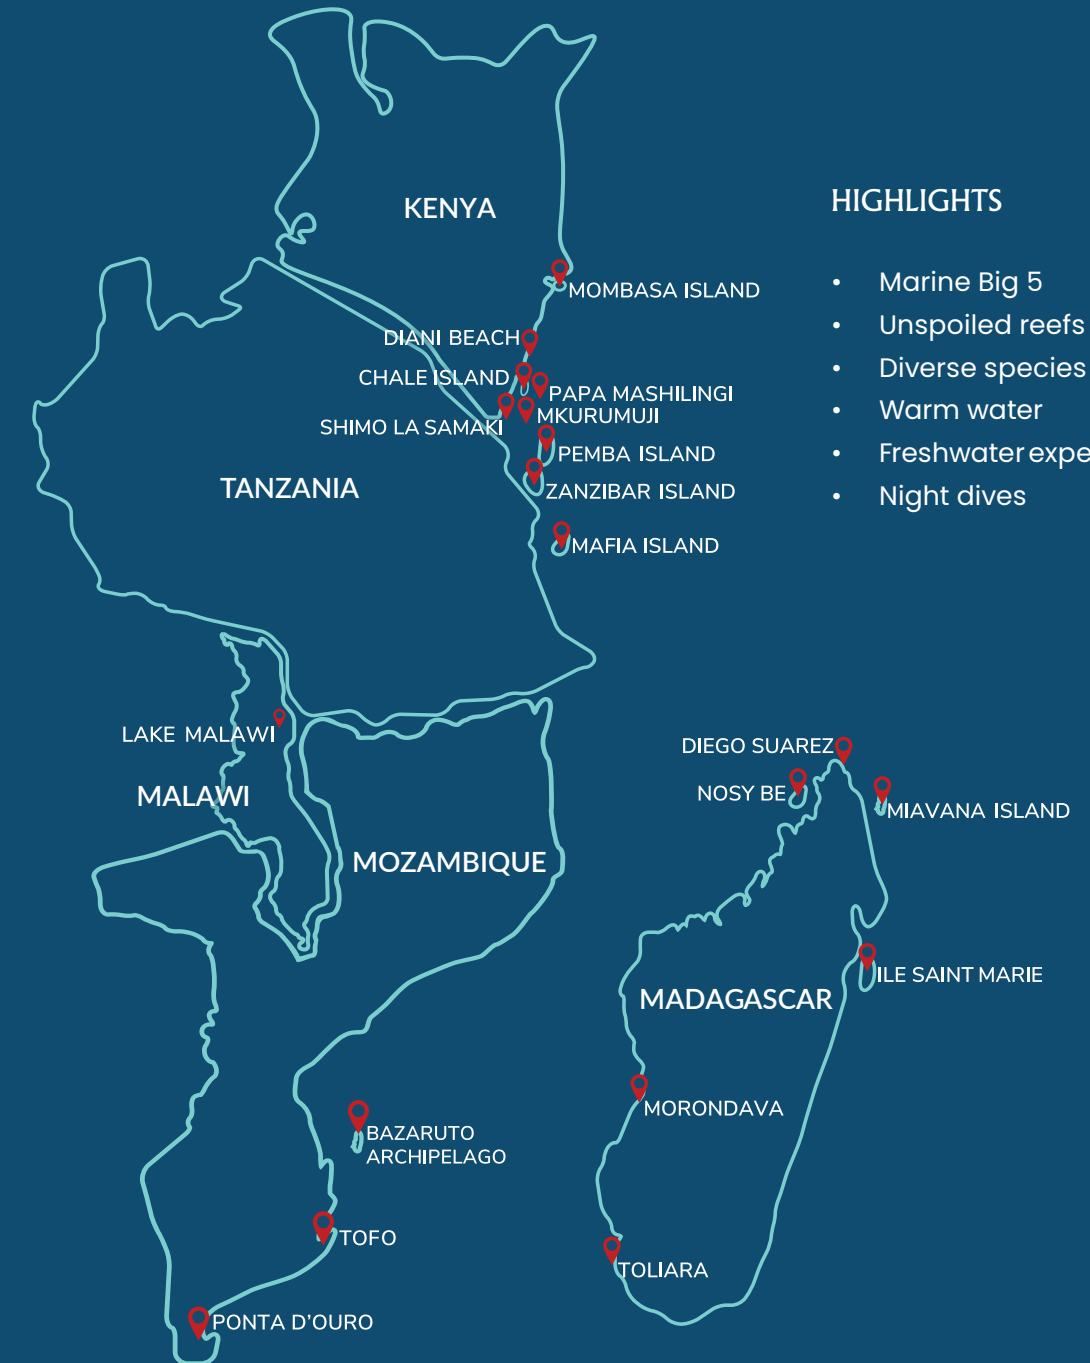 KENYA
HIGHLIGHTS
• Marine Big 5
• Unspoiled reefs
• Diverse species
• Warm water
• Freshwater expe
• Night dives
MOMBASA ISLAND
DIANI BEACH
CHALE ISLAND
PAPA MASHILINGI
MKURUMUJI
SHIMO LA SAMAKI
PEMBA ISLAND
TANZANIA
ZANZIBAR ISLAND
MAFIA ISLAND
LAKE MALAWI
MALAWI
MOZAMBIQUE
DIEGO SUAREZ
NOSY BE
MIAVANA ISLAND
ILE SAINT MARIE
MADAGASCAR
MORONDAVA
BAZARUTO
ARCHIPELAGO
TOFO
TOLIARA
PONTA D'OURO